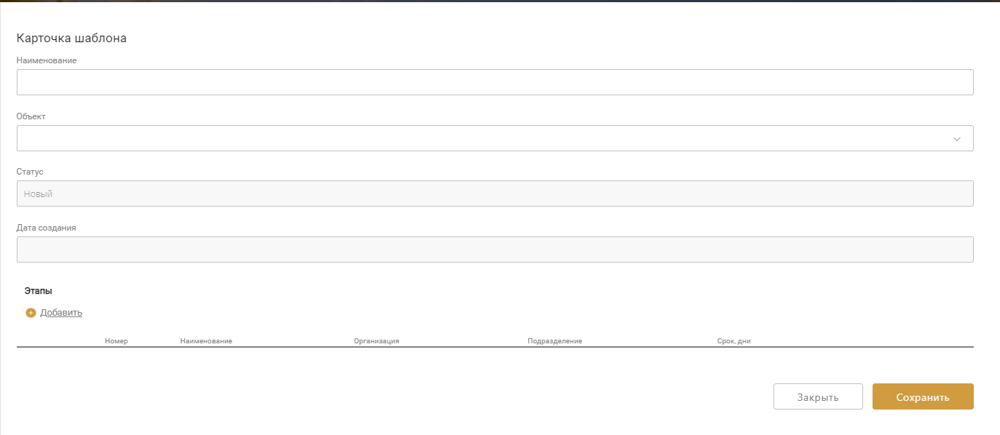 Карточка шаблона
Наименование
Объект
Статус
Новый
Дата создания
Этапы
Добавить
Номер Наименование Организация Подразделение Срок, дни
Закрыть Сохранить